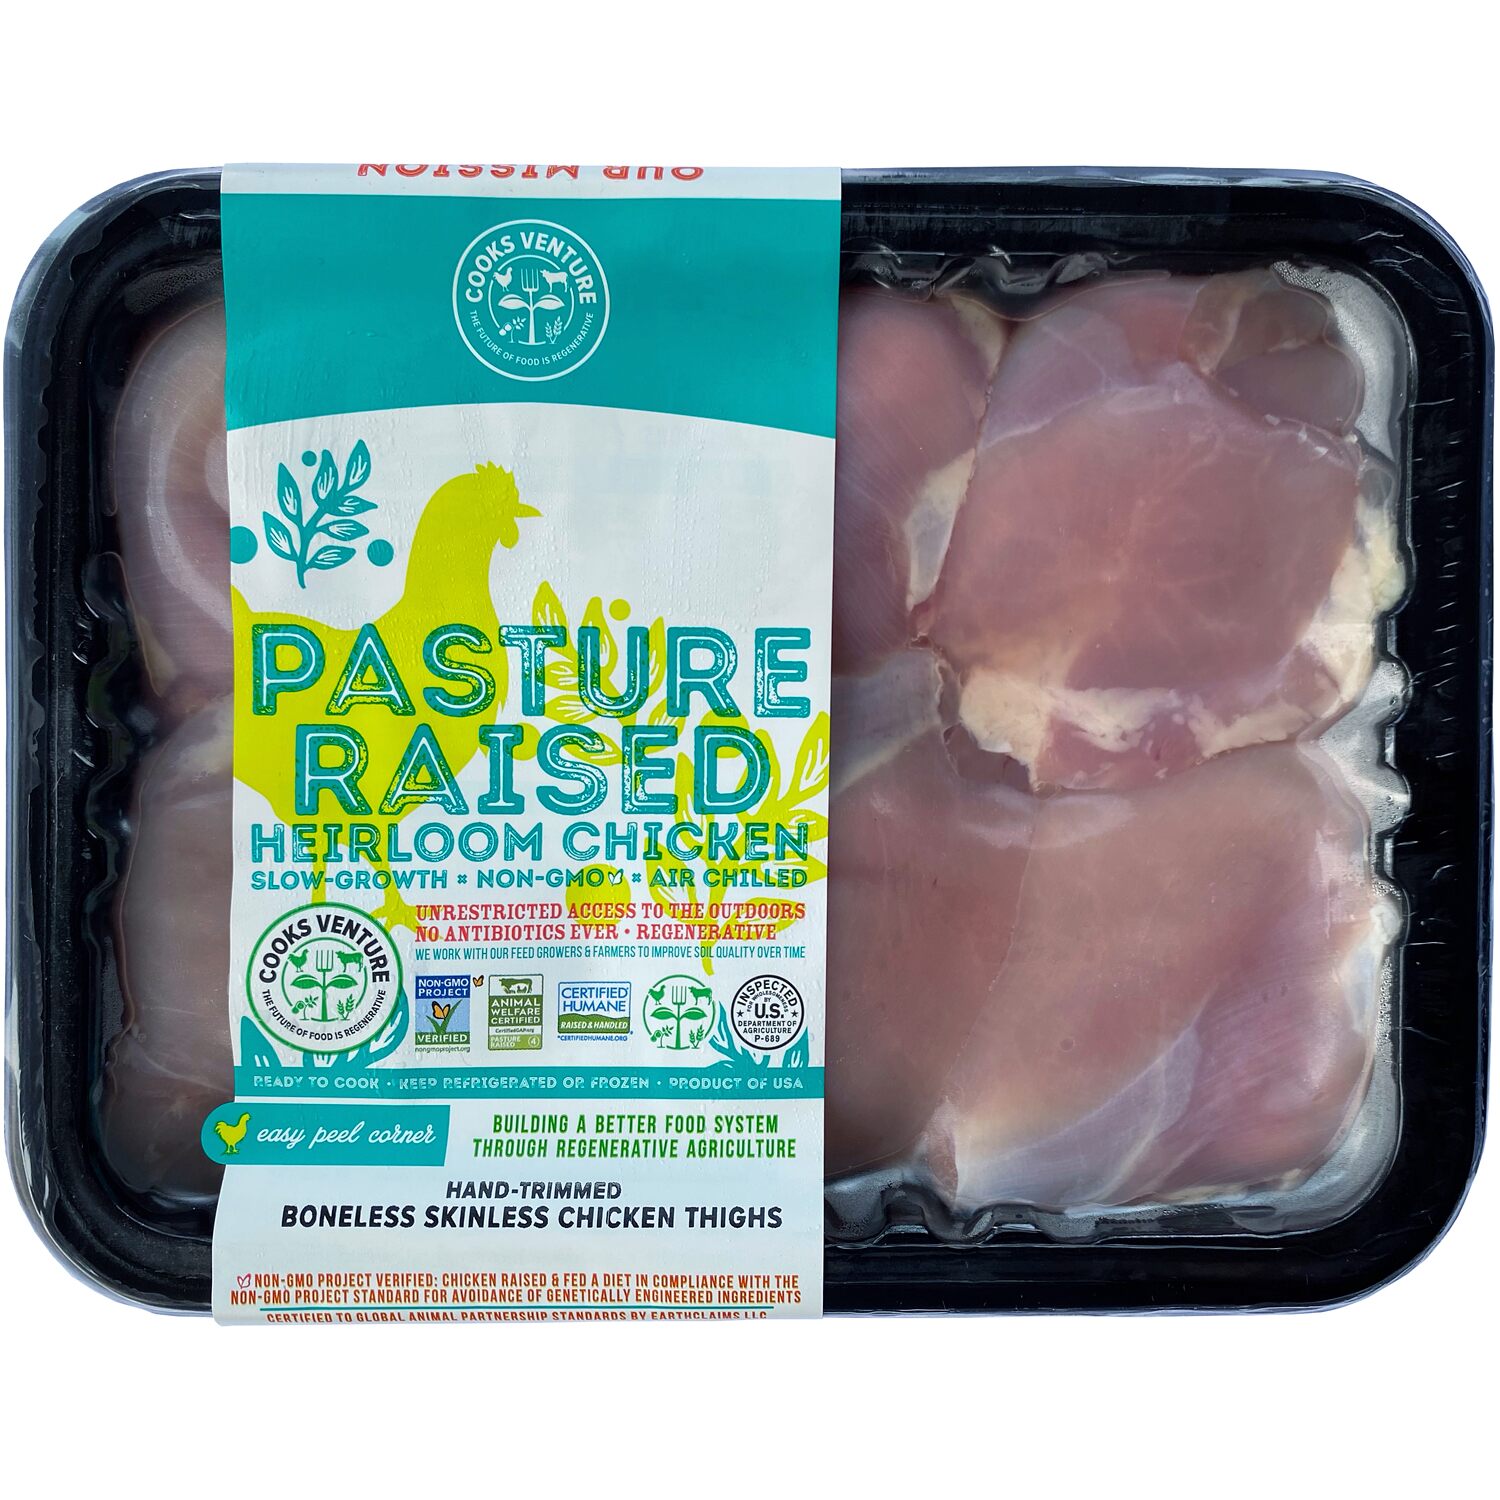 OUR MISSION
COOKS VENTURE
THE FUTURE OF FOOD IS REGENERATIVE
PASTURE
RAISED
HEIRLOOM CHICKEN
SLOW-GROWTH * NON-GMO * AIR CHILLED
UNRESTRICTED ACCESS TO THE OUTDOORS
NO ANTIBIOTICS EVER • REGENERATIVE
WE WORK WITH OUR FEED GROWERS & FARMERS TO IMPROVE SOIL QUALITY OVER TIME
COOKS VENTURE
THE FUTURE OF FOOD IS REGENERATIVE
NON-GMO
PROJECT
VERIFIED
nongmoproject.org
ANIMAL
WELFARE
CERTIFIED
CertifiedGAP.org
PASTURE
RAISED 4
CERTIFIED
HUMANE
RAISED & HANDLED
*CERTIFIEDHUMANE.ORG
INSPECTED
FOR WHOLESOMENESS
BY
U.S.
DEPARTMENT OF
AGRICULTURE
P-689
READY TO COOK • KEEP REFRIGERATED OR FROZEN • PRODUCT OF USA
easy peel corner
BUILDING A BETTER FOOD SYSTEM
THROUGH REGENERATIVE AGRICULTURE
HAND-TRIMMED
BONELESS SKINLESS CHICKEN THIGHS
NON-GMO PROJECT VERIFIED: CHICKEN RAISED & FED A DIET IN COMPLIANCE WITH THE
NON-GMO PROJECT STANDARD FOR AVOIDANCE OF GENETICALLY ENGINEERED INGREDIENTS
CERTIFIED TO GLOBAL ANIMAL PARTNERSHIP STANDARDS BY EARTHCLAIMS LLC